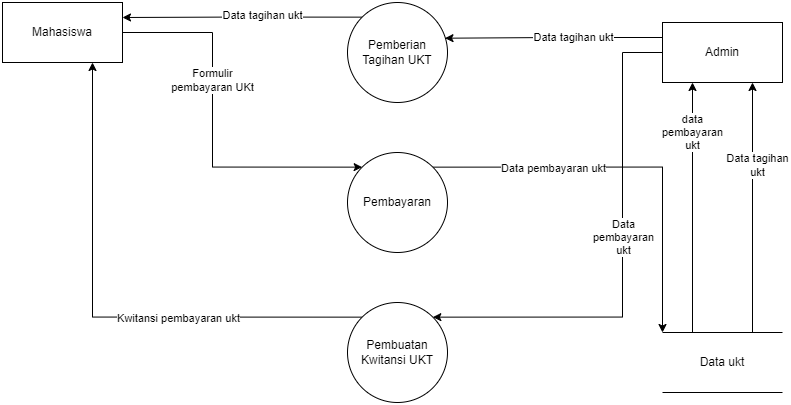 Data tagihan ukt
Mahasiswa
Pemberian
Tagihan UKT
Data tagihan ukt
Admin
Formulir
pembayaran UKt
data
pembayaran
ukt
Data tagihan
ukt
Data pembayaran ukt
Pembayaran
Data
pembayaran
ukt
Kwitansi pembayaran ukt
Pembuatan
Kwitansi UKT
Data ukt